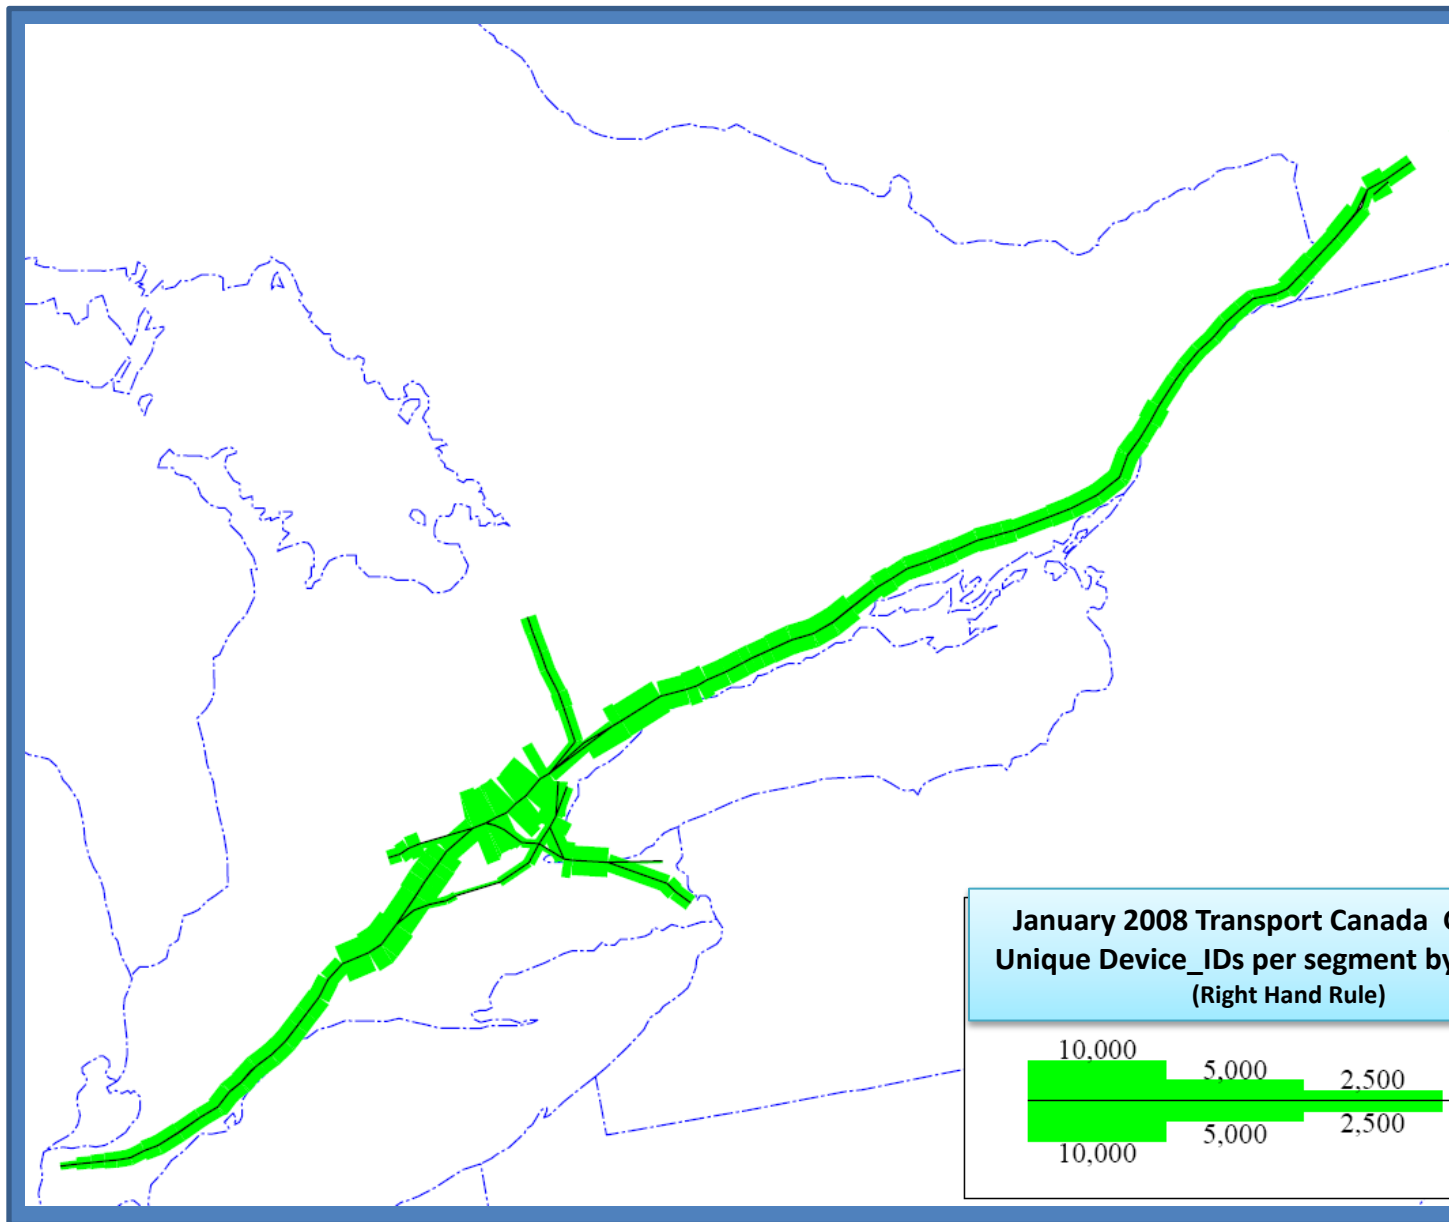 January 2008 Transport Canada
Unique Device_IDs per segment by
(Right Hand Rule)
10,000
5,000
2,500
2,500
5,000
10,000